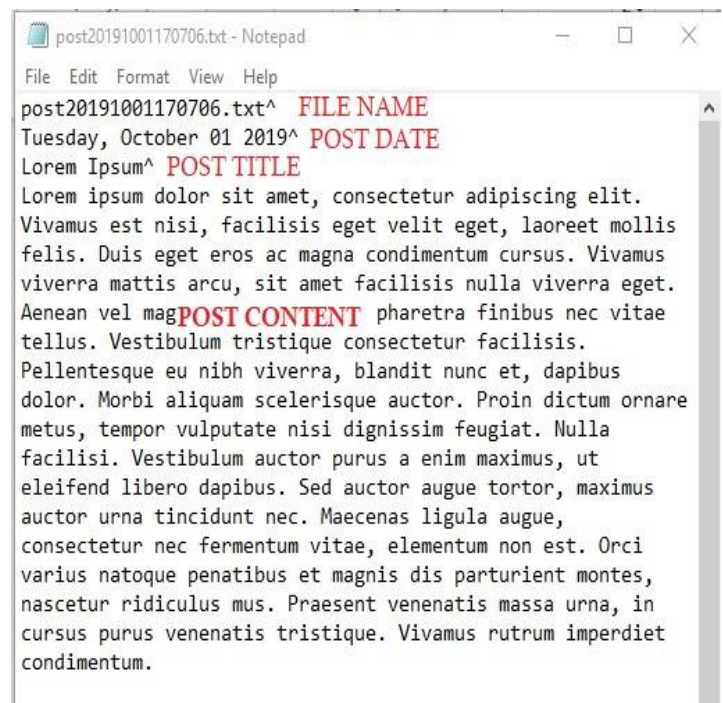 post20191001170706.txt - Notepad
File Edit Format View Help
post20191001170706.txt^ FILE NAME
Tuesday, October 01 2019^ POST DATE
Lorem Ipsum^ POST TITLE
Lorem ipsum dolor sit amet, consectetur adipiscing elit.
Vivamus est nisi, facilisis eget velit eget, laoreet mollis
felis. Duis eget eros ac magna condimentum cursus. Vivamus
viverra mattis arcu, sit amet facilisis nulla viverra eget.
Aenean vel mag POST CONTENT pharetra finibus nec vitae
tellus. Vestibulum tristique consectetur facilisis.
Pellentesque eu nibh viverra, blandit nunc et, dapibus
dolor. Morbi aliquam scelerisque auctor. Proin dictum ornare
metus, tempor vulputate nisi dignissim feugiat. Nulla
facilisi. Vestibulum auctor purus a enim maximus, ut
eleifend libero dapibus. Sed auctor augue tortor, maximus
auctor urna tincidunt nec. Maecenas ligula augue,
consectetur nec fermentum vitae, elementum non est. Orci
varius natoque penatibus et magnis dis parturient montes,
nascetur ridiculus mus. Praesent venenatis massa urna, in
cursus purus venenatis tristique. Vivamus rutrum imperdiet
condimentum.